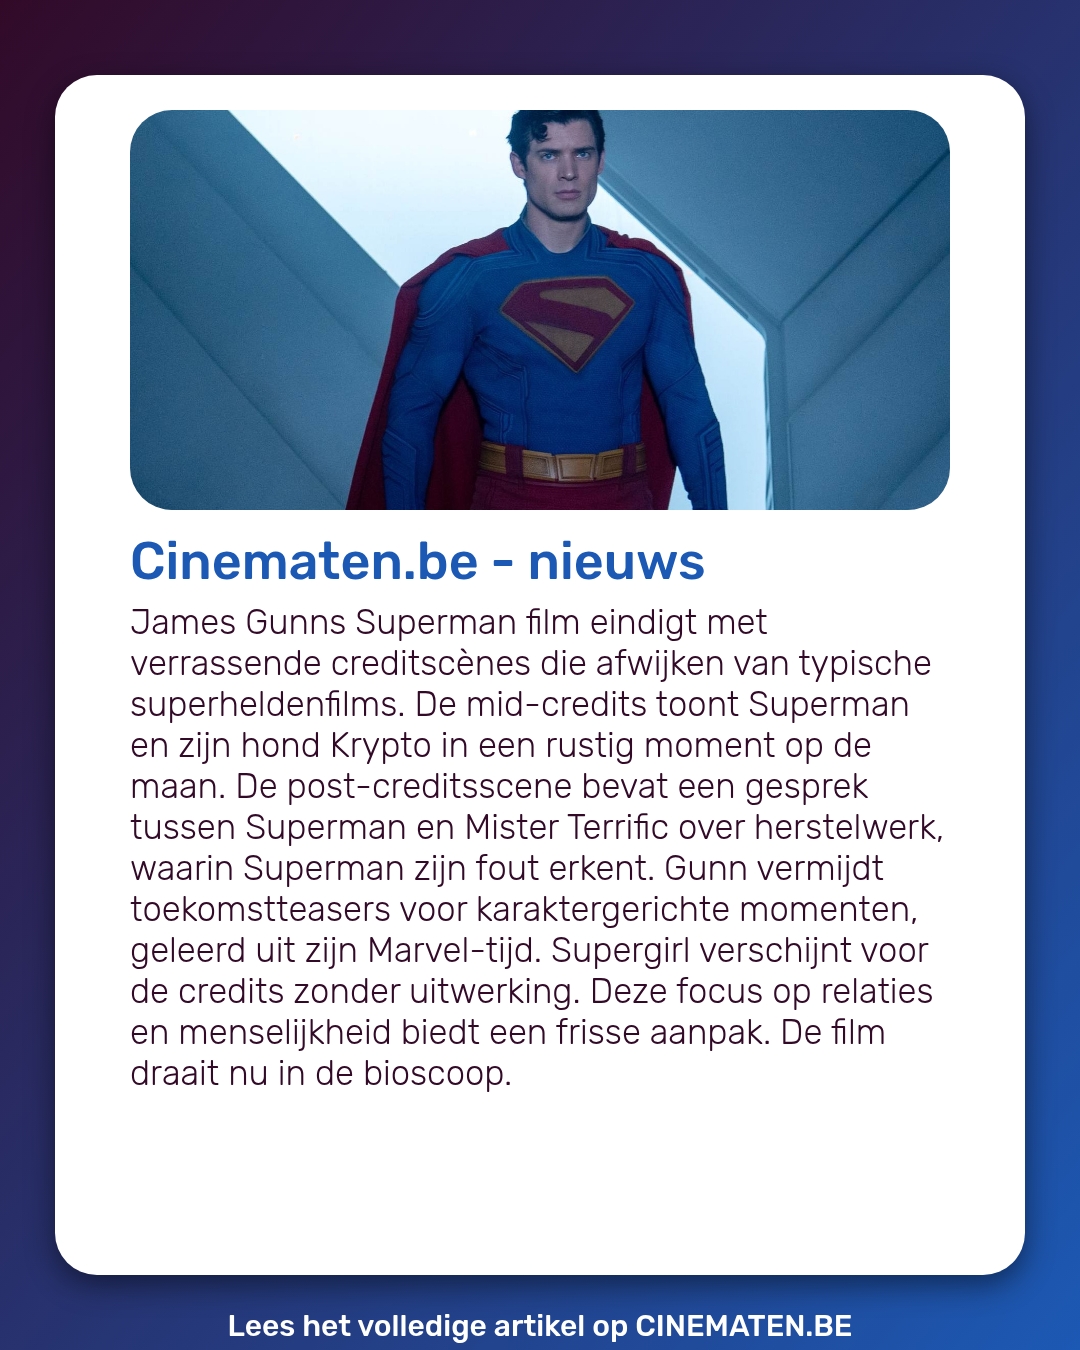 Cinematen.be - nieuws
James Gunns Superman film eindigt met
verrassende creditscènes die afwijken van typische
superheldenfilms. De mid-credits toont Superman
en zijn hond Krypto in een rustig moment op de
maan. De post-creditsscene bevat een gesprek
tussen Superman en Mister Terrific over herstelwerk,
waarin Superman zijn fout erkent. Gunn vermijdt
toekomstteasers voor karaktergerichte momenten,
geleerd uit zijn Marvel-tijd. Supergirl verschijnt voor
de credits zonder uitwerking. Deze focus op relaties
en menselijkheid biedt een frisse aanpak. De film
draait nu in de bioscoop.
Lees het volledige artikel op CINEMATEN.BE